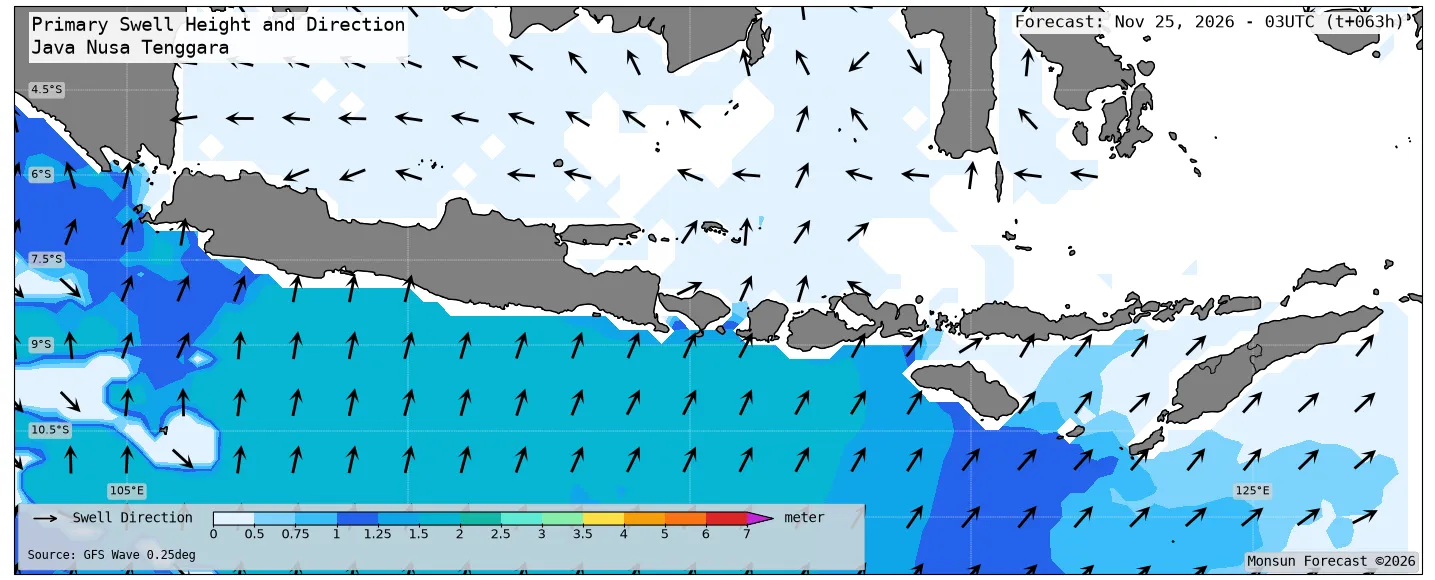 Primary Swell Height and Direction
Java Nusa Tenggara
Forecast: Nov 25, 2026 - 03UTC (t+063h)
4.5°S
6°S
7.5°S
9°S
10.5°S
105°E
125°E
Swell Direction
0 0.5 0.75 1 1.25 1.5 2 2.5 3 3.5 4 5 6 7
meter
Source: GFS Wave 0.25deg
Monsun Forecast ©2026